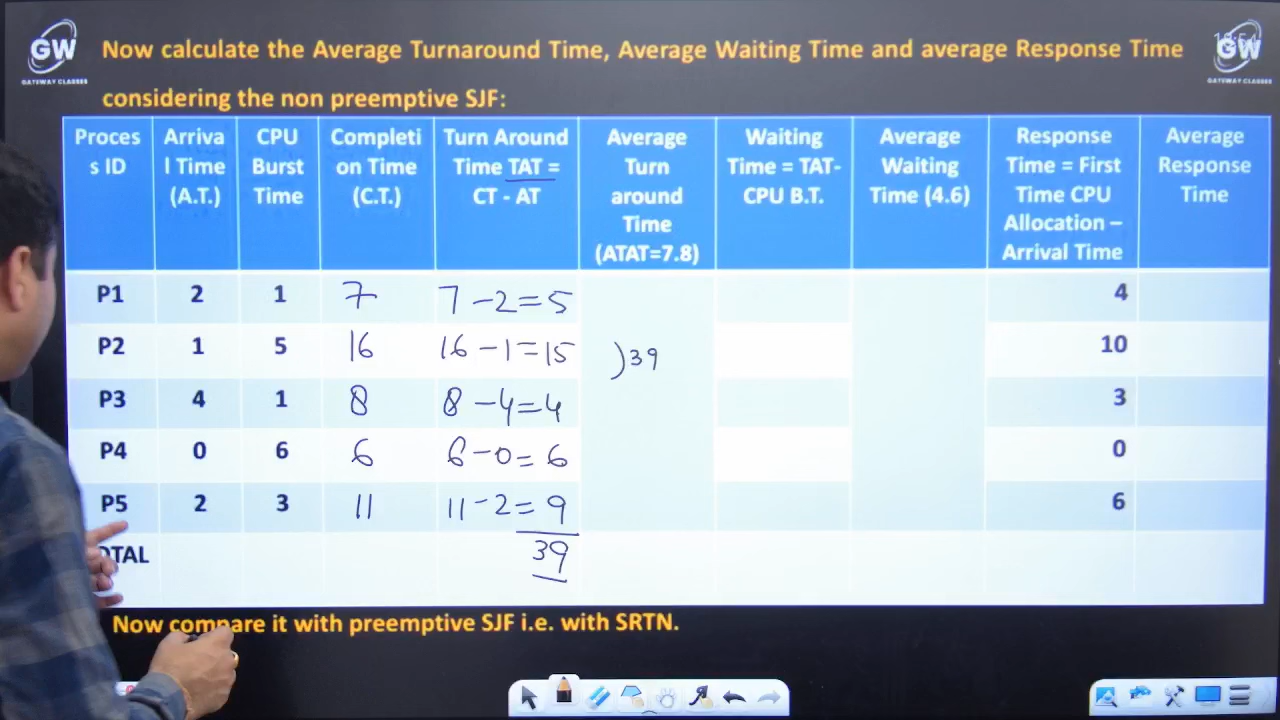 GW
GATEWAY CLASSES
Now calculate the Average Turnaround Time, Average Waiting Time and average Response Time
GW
GATEWAY CLASSES
considering the non preemptive SJF:
Proces
s ID
Arriva
l Time
(A.T.)
CPU
Burst
Time
Completi
on Time
(C.T.)
Turn Around
Time TAT =
CT - AT
Average
Turn
around
Time
(ATAT=7.8)
Waiting
Time = TAT-
CPU B.T.
Average
Waiting
Time (4.6)
Response
Time = First
Time CPU
Allocation –
Arrival Time
Average
Response
Time
P1 2 1 7 7-2=5 4
P2 1 5 16 16-1=15 )39 10
P3 4 1 8 8-4=4 3
P4 0 6 6 6-0=6 0
P5 2 3 11 11-2=9 6
OTAL 39
Now compare it with preemptive SJF i.e. with SRTN.